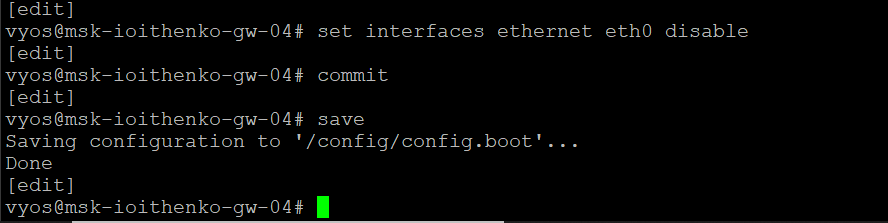 [edit]
vyos@msk-ioithenko-gw-04# set interfaces ethernet eth0 disable
[edit]
vyos@msk-ioithenko-gw-04# commit
[edit]
vyos@msk-ioithenko-gw-04# save
Saving configuration to '/config/config.boot'...
Done
[edit]
vyos@msk-ioithenko-gw-04#